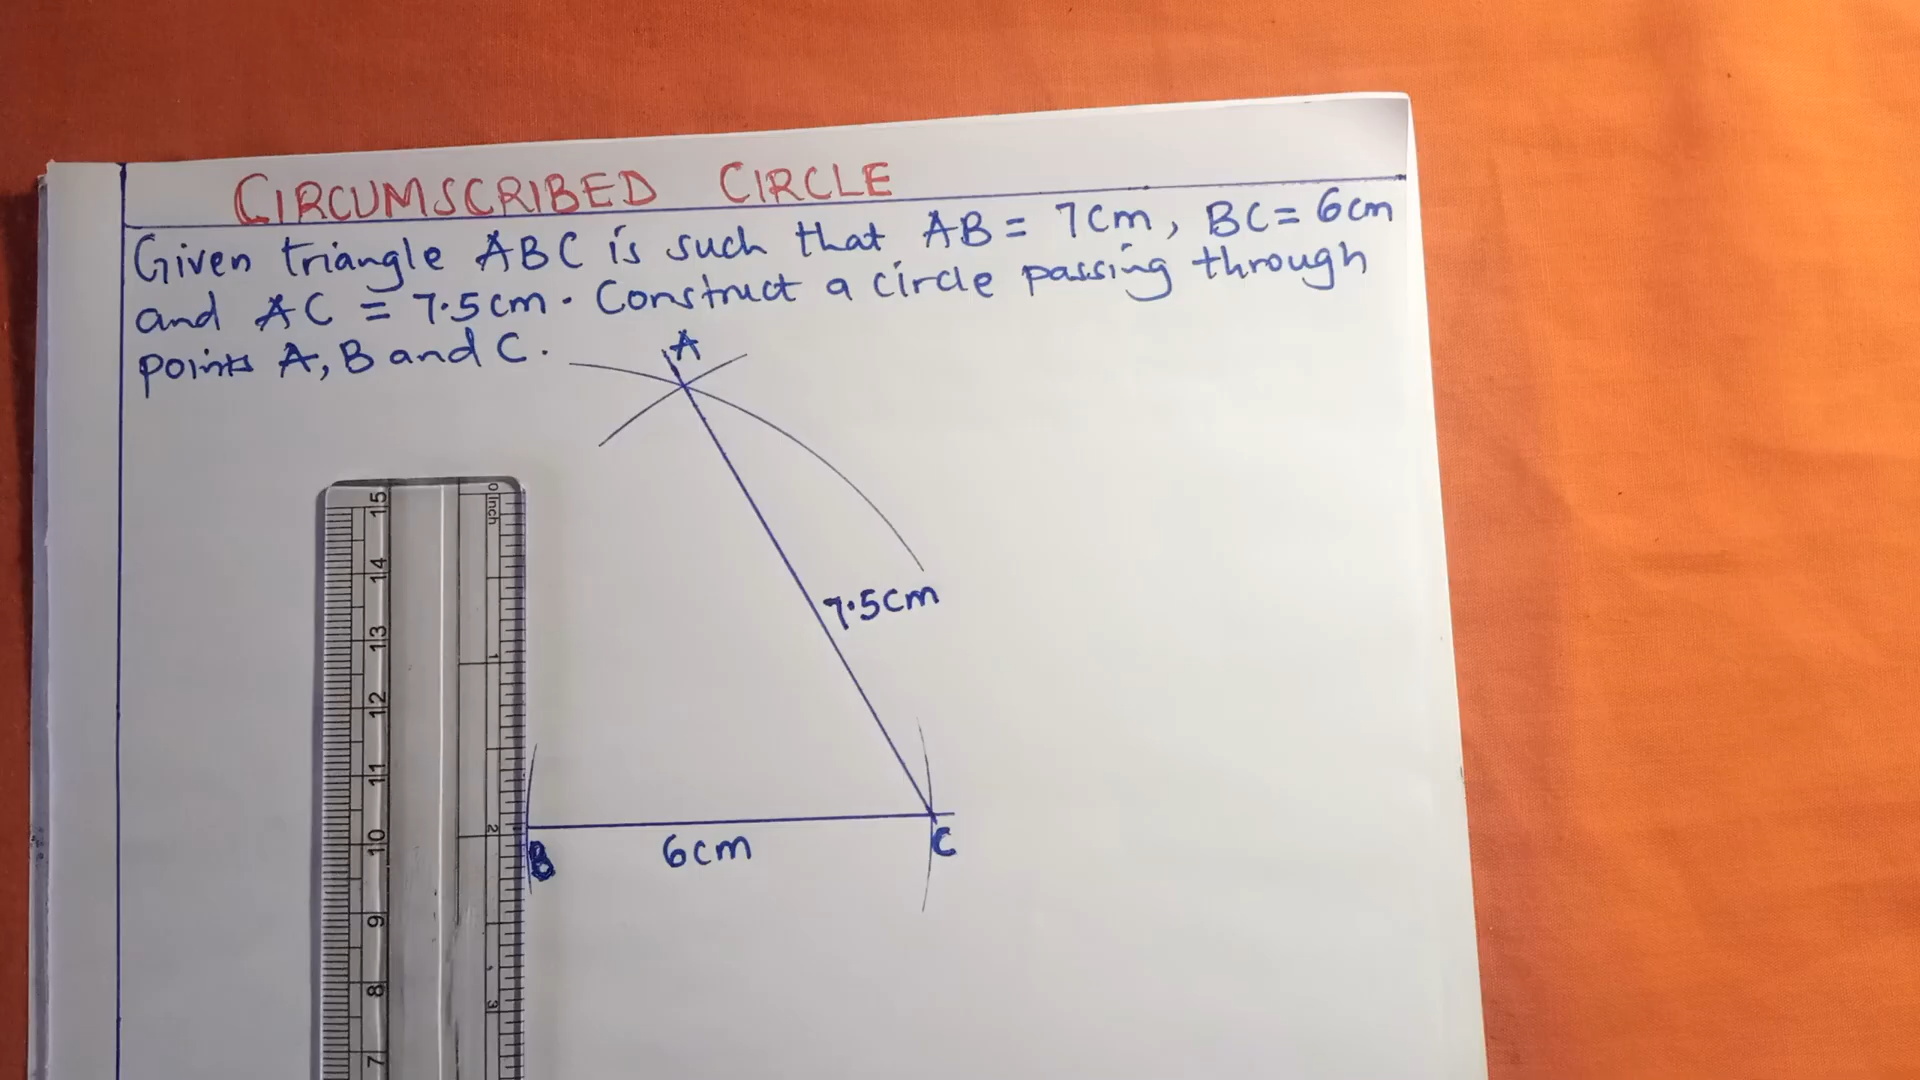 CIRCUMSCRIBED CIRCLE
Given triangle ABC is such that AB = 7cm, BC = 6cm
and AC = 7.5cm. Construct a circle passing through
points A, B and C.
A
7.5cm
B
6cm
C
15
14
13
12
11
10
9
8
7
0 Inch
1
2
3